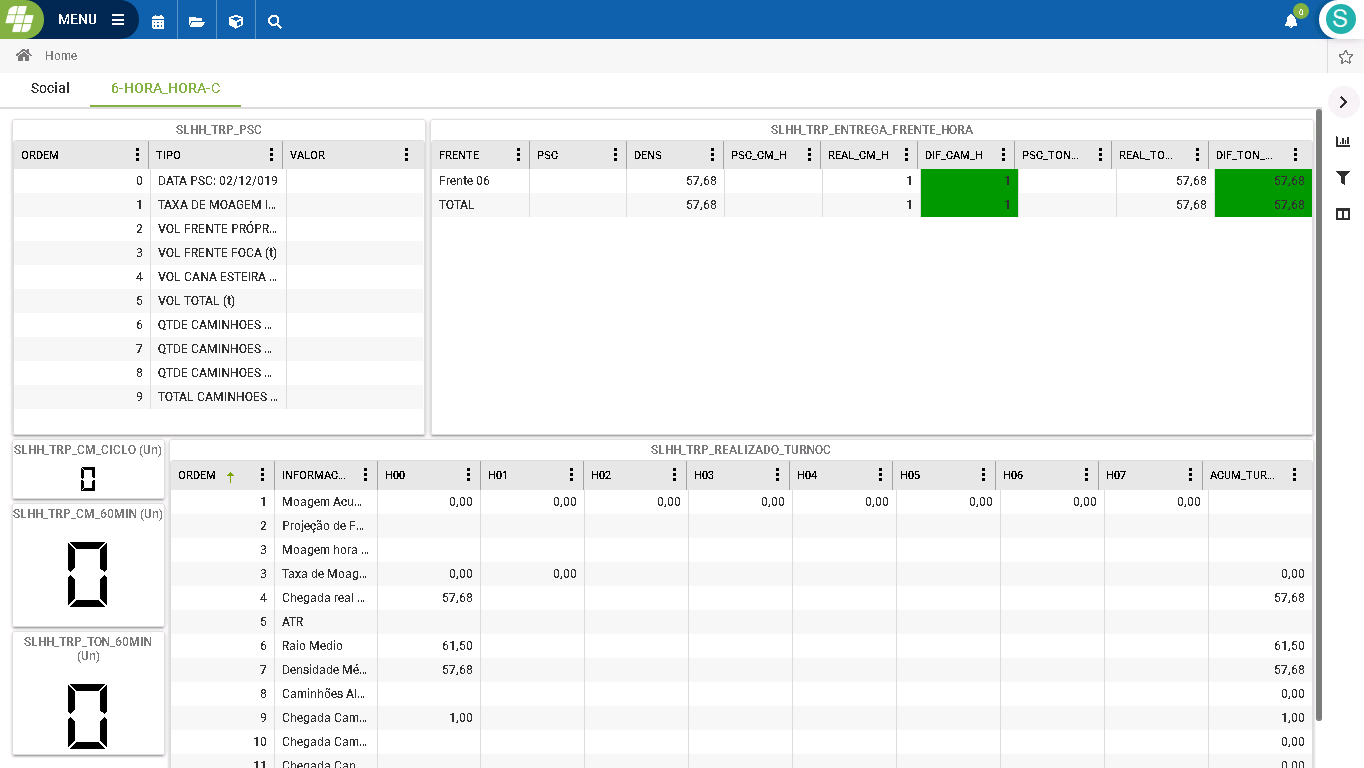 MENU
0
S
Home
Social 6-HORA_HORA-C
SLHH_TRP_PSC
ORDEM TIPO VALOR
0 DATA PSC: 02/12/019
1 TAXA DE MOAGEM I...
2 VOL FRENTE PRÓPR...
3 VOL FRENTE FOCA (t)
4 VOL CANA ESTEIRA ...
5 VOL TOTAL (t)
6 QTDE CAMINHOES ...
7 QTDE CAMINHOES ...
8 QTDE CAMINHOES ...
9 TOTAL CAMINHOES ...
SLHH_TRP_ENTREGA_FRENTE_HORA
FRENTE PSC DENS PSC_CM_H REAL_CM_H DIF_CAM_H PSC_TON... REAL_TO... DIF_TON_...
Frente 06 57,68 1 1 57,68 57,68
TOTAL 57,68 1 1 57,68 57,68
SLHH_TRP_CM_CICLO (Un)
0
SLHH_TRP_CM_60MIN (Un)
0
SLHH_TRP_TON_60MIN
(Un)
0
SLHH_TRP_REALIZADO_TURNOC
ORDEM INFORMAC... H00 H01 H02 H03 H04 H05 H06 H07 ACUM_TUR...
1 Moagem Acu... 0,00 0,00 0,00 0,00 0,00 0,00 0,00 0,00
2 Projeção de F...
3 Moagem hora ...
3 Taxa de Moag... 0,00 0,00 0,00
4 Chegada real ... 57,68 57,68
5 ATR
6 Raio Medio 61,50 61,50
7 Densidade Mé... 57,68 57,68
8 Caminhões Al... 0,00
9 Chegada Cam... 1,00 1,00
10 Chegada Cam... 0,00
11 Chegada Can... 0,00